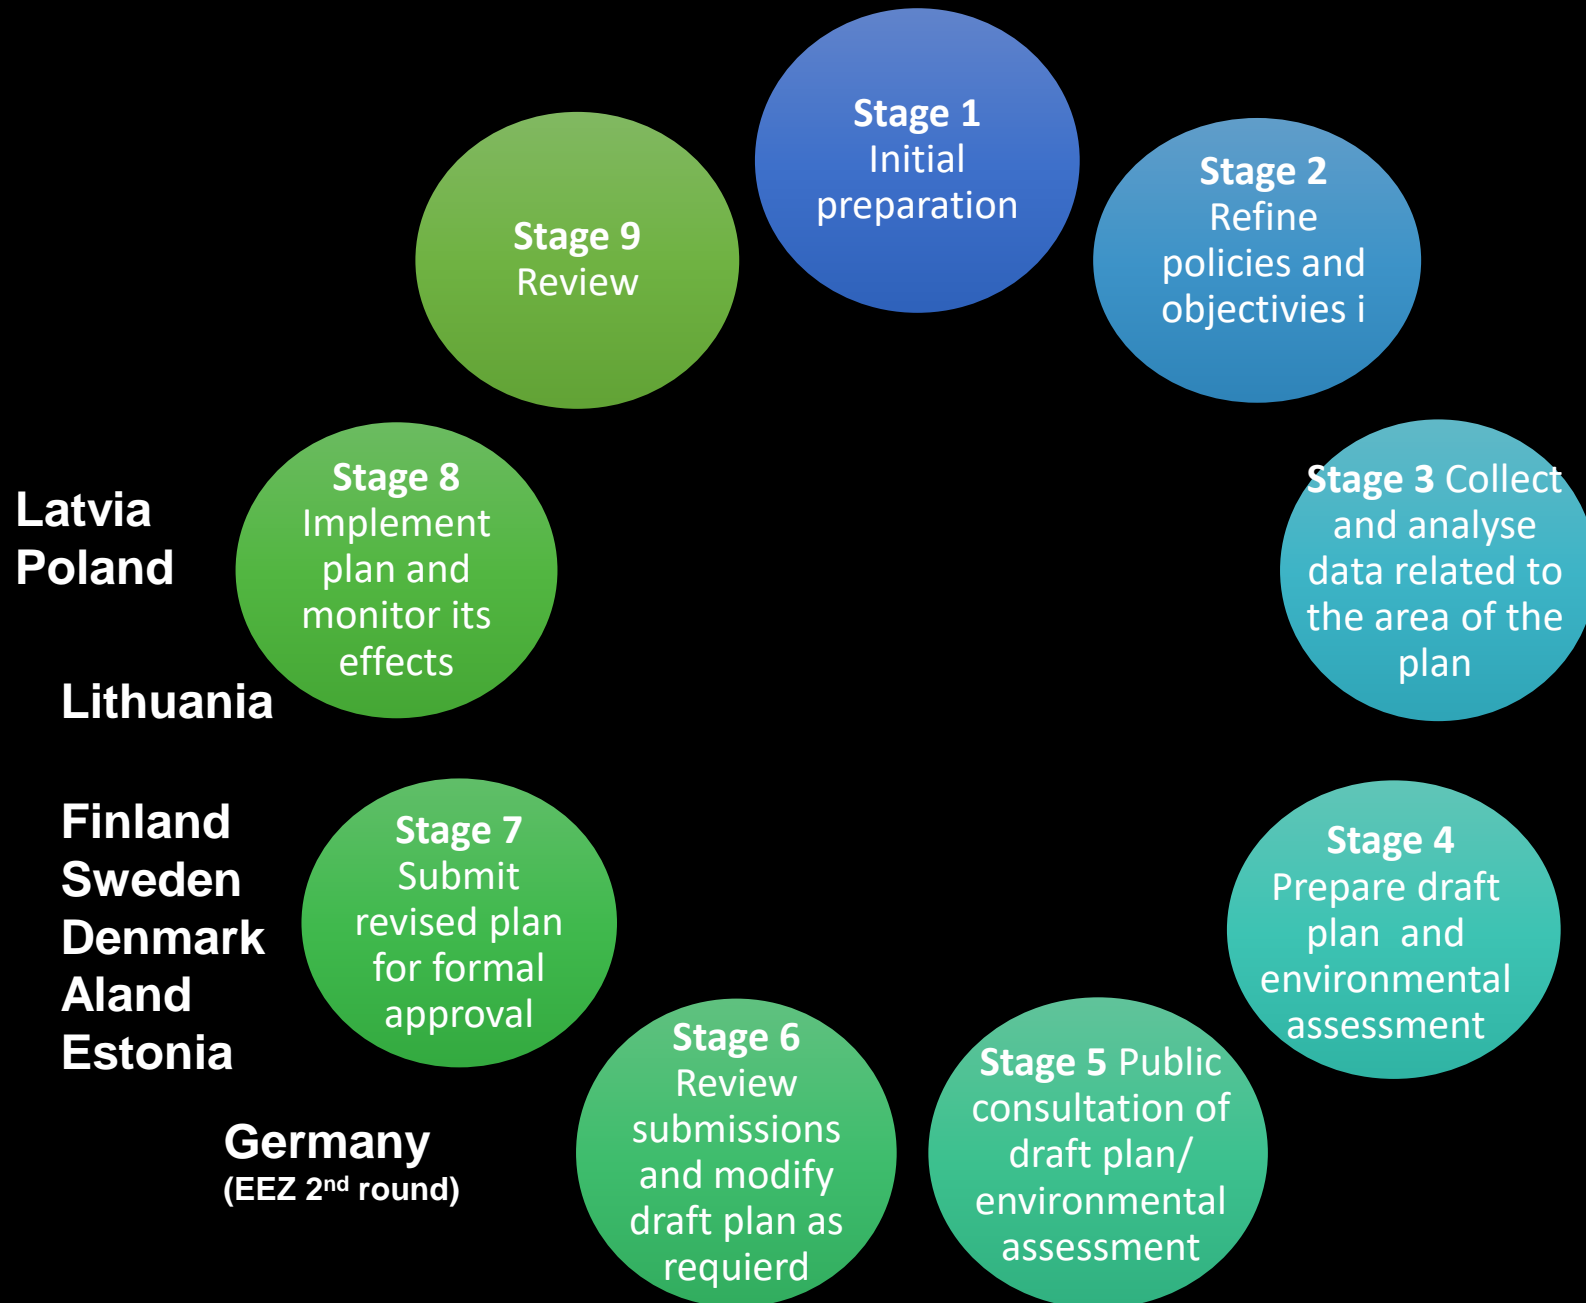 Stage 1
Initial
preparation
Stage 2
Refine
policies and
objectivies i
Stage 3 Collect
and analyse
data related to
the area of the
plan
Stage 4
Prepare draft
plan and
environmental
assessment
Stage 5 Public
consultation of
draft plan/
environmental
assessment
Stage 6
Review
submissions
and modify
draft plan as
requierd
Stage 7
Submit
revised plan
for formal
approval
Stage 8
Implement
plan and
monitor its
effects
Stage 9
Review
Latvia
Poland
Lithuania
Finland
Sweden
Denmark
Aland
Estonia
Germany
(EEZ 2nd round)